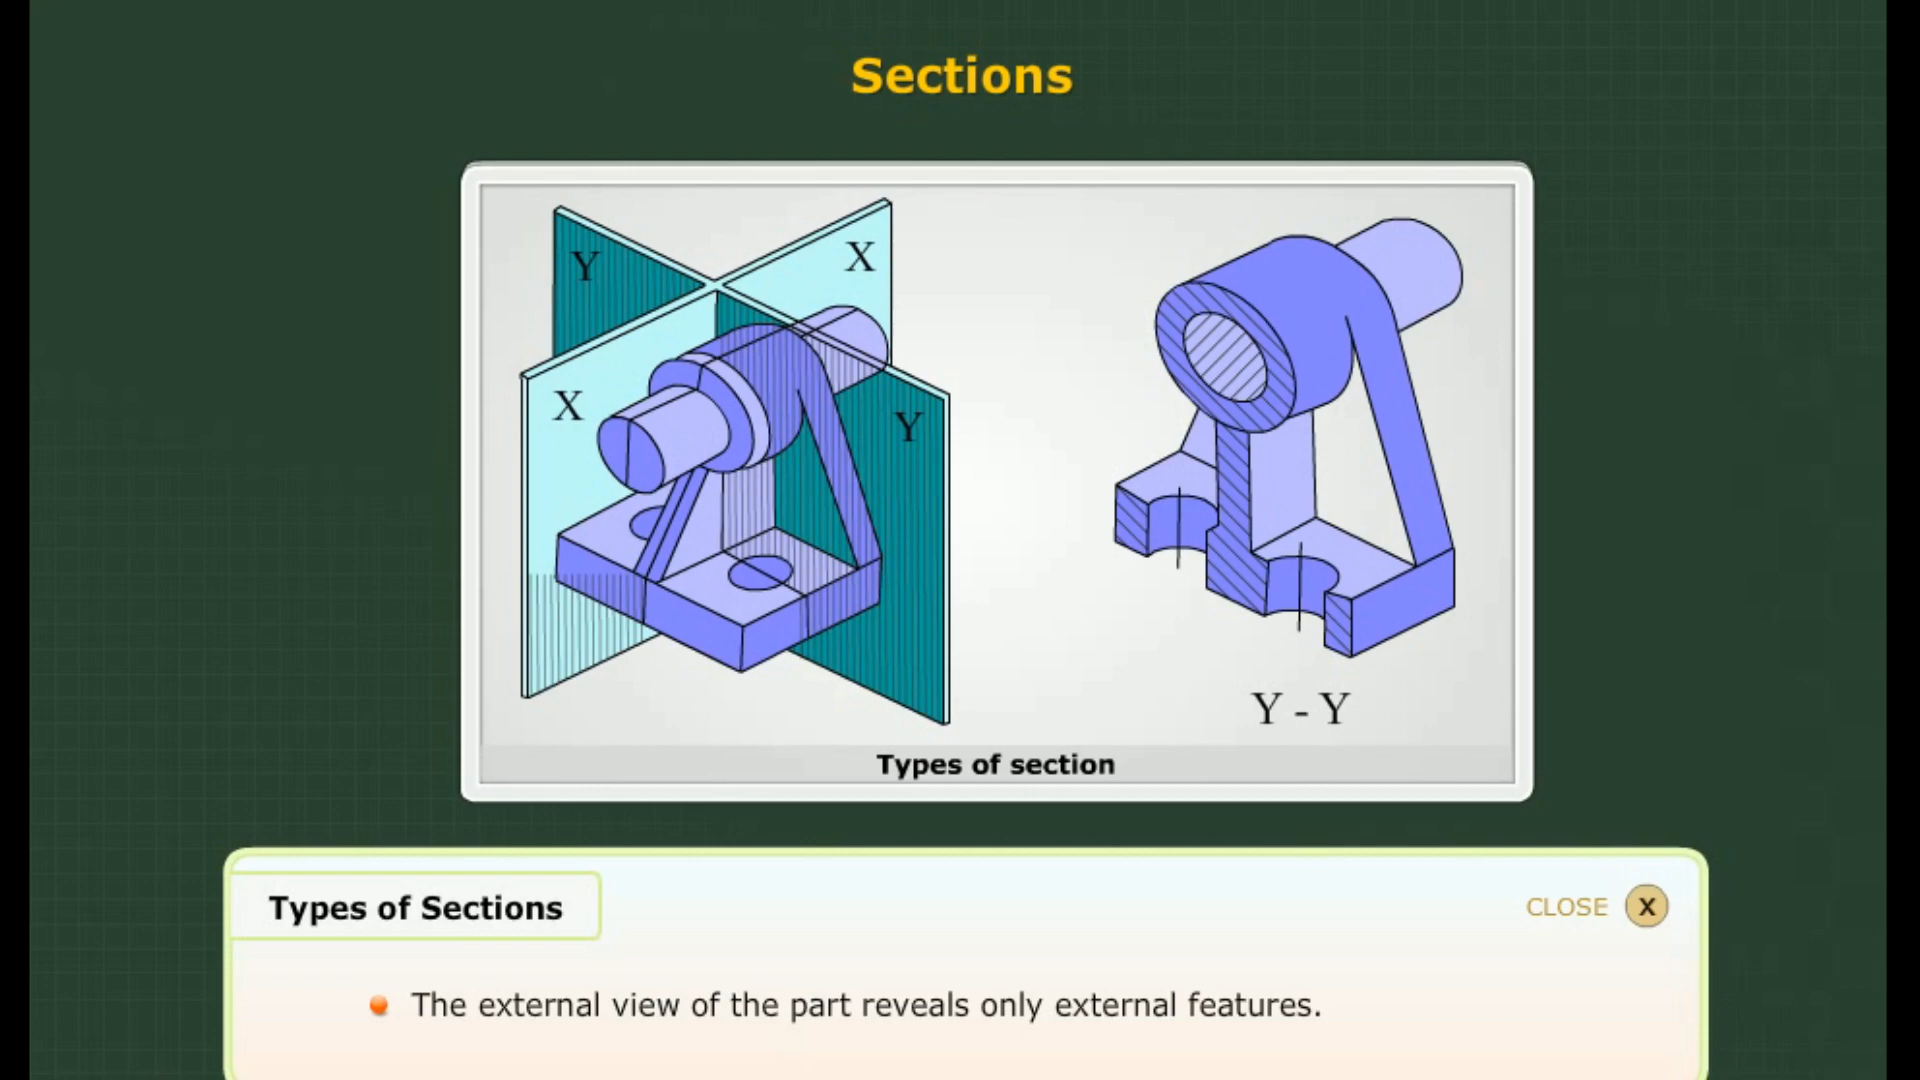 Sections
Y
X
X
Y
Y - Y
Types of section
Types of Sections
CLOSE X
The external view of the part reveals only external features.